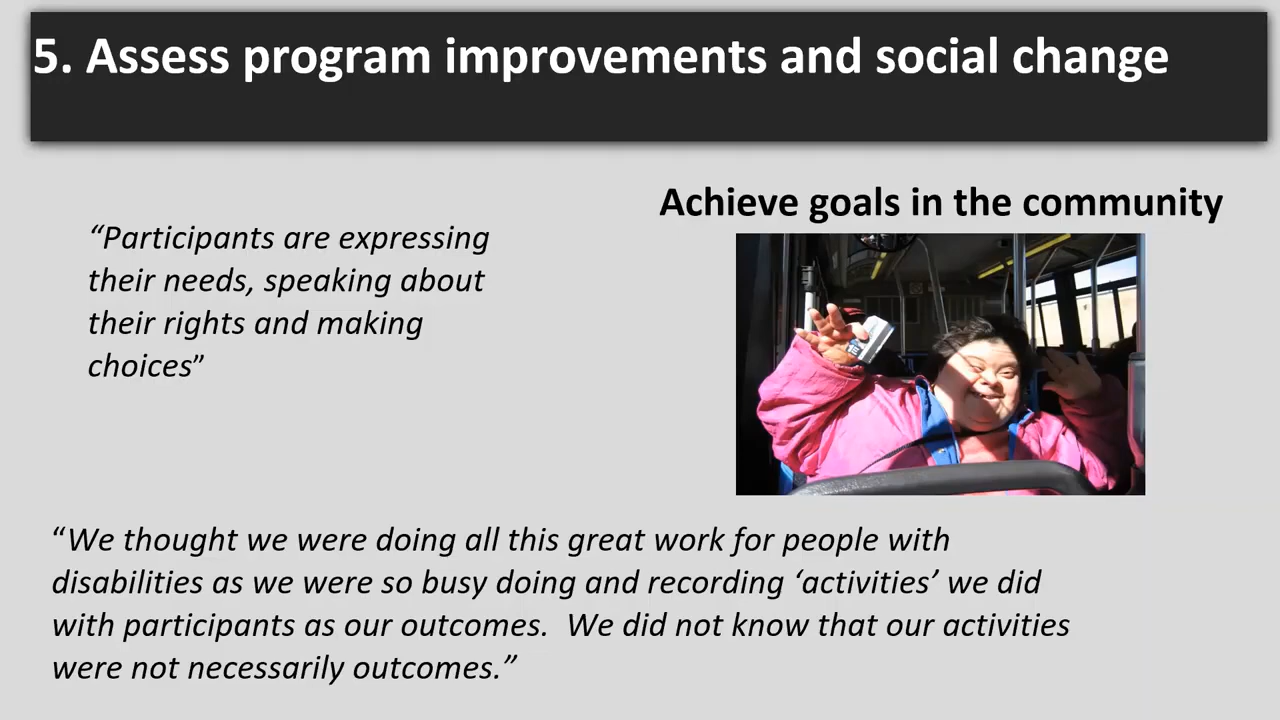 5. Assess program improvements and social change
Achieve goals in the community
“Participants are expressing
their needs, speaking about
their rights and making
choices”
“We thought we were doing all this great work for people with
disabilities as we were so busy doing and recording ‘activities’ we did
with participants as our outcomes.  We did not know that our activities
were not necessarily outcomes.”